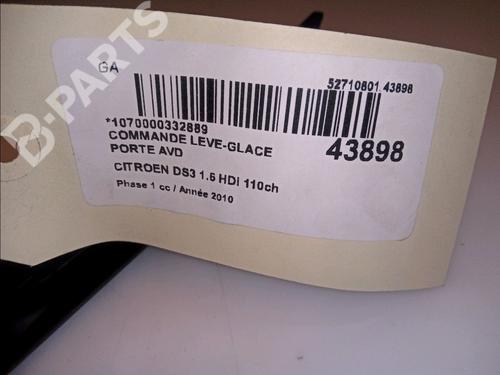 B-PARTS
GA
52710801 43898
*1070000332889
COMMANDE LEVE-GLACE
PORTE AVD
43898
CITROEN DS3 1.6 HDi 110ch
Phase 1 cc / Année 2010